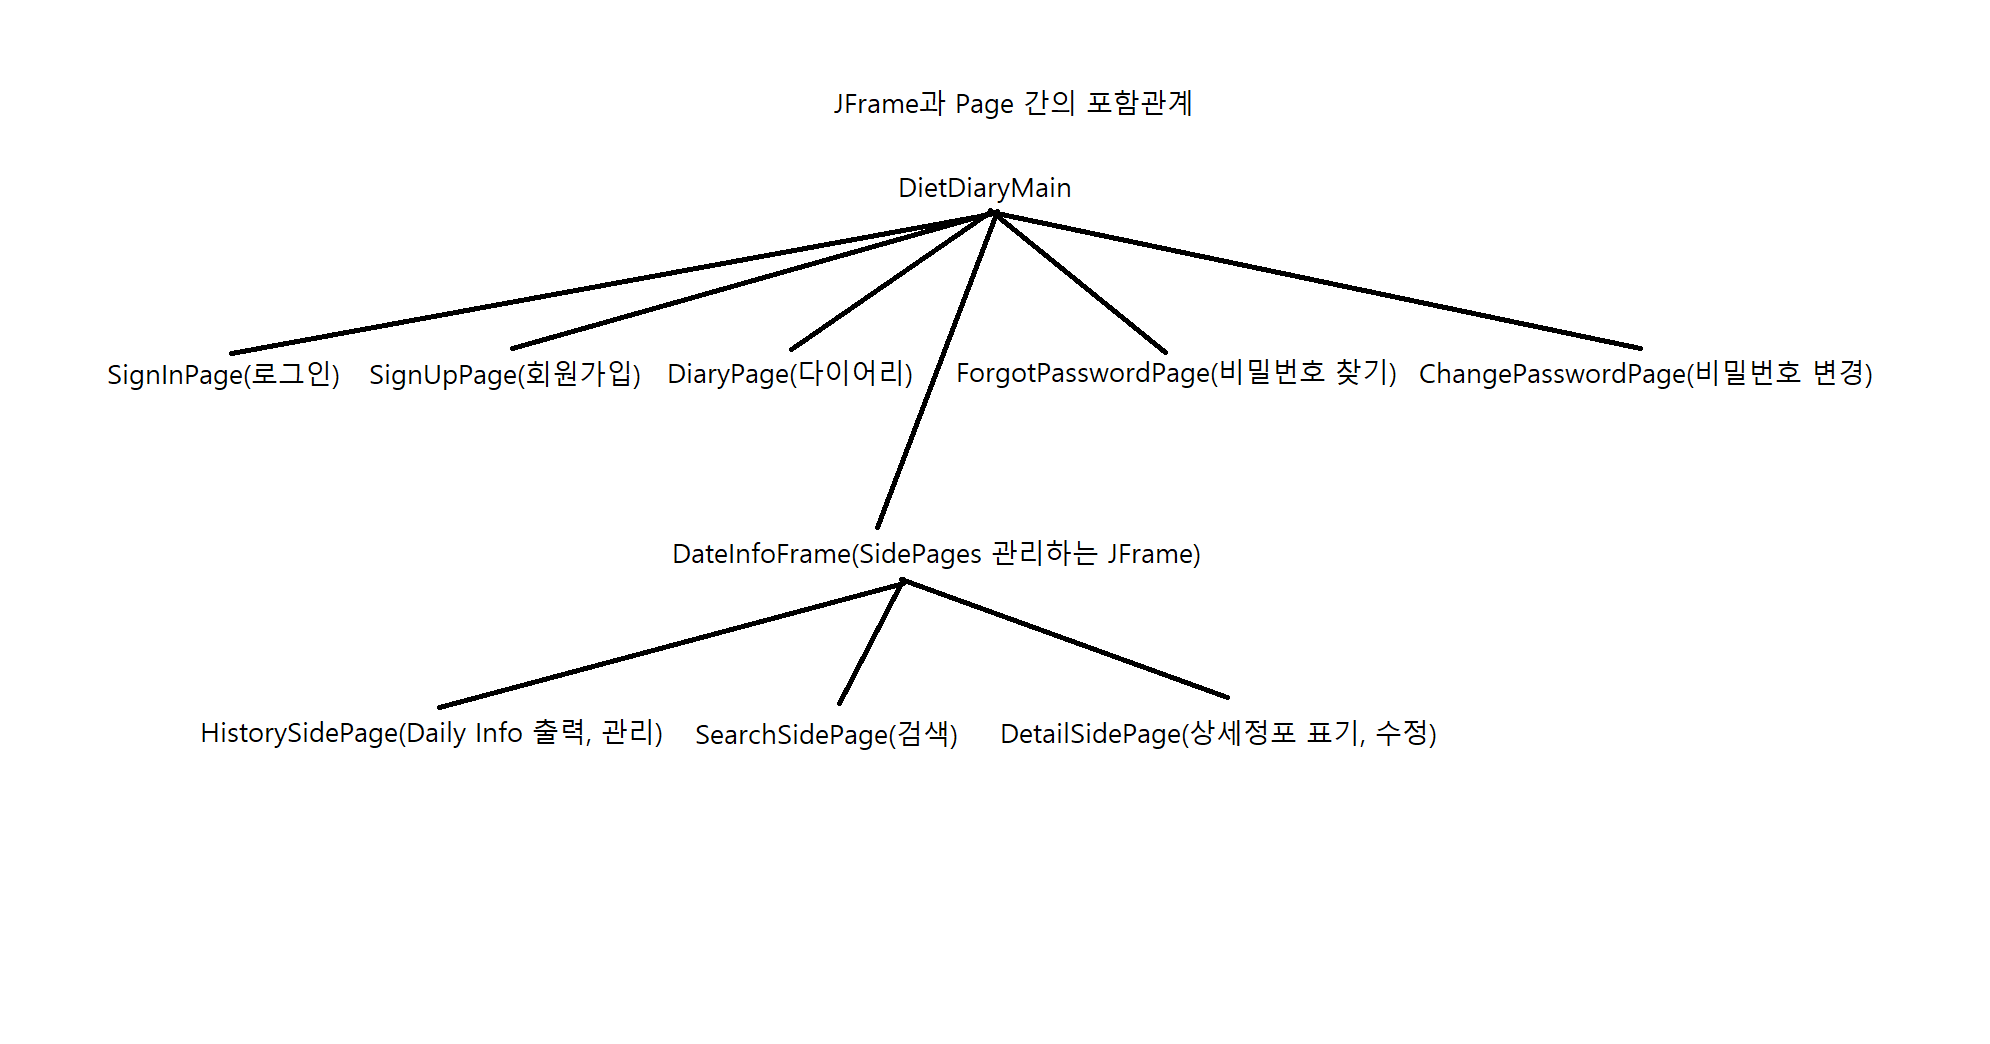 JFrame과 Page 간의 포함관계
DietDiaryMain
SignInPage(로그인) SignUpPage(회원가입) DiaryPage(다이어리) ForgotPasswordPage(비밀번호 찾기) ChangePasswordPage(비밀번호 변경)
DateInfoFrame(SidePages 관리하는 JFrame)
HistorySidePage(Daily Info 출력, 관리) SearchSidePage(검색) DetailSidePage(상세정포 표기, 수정)